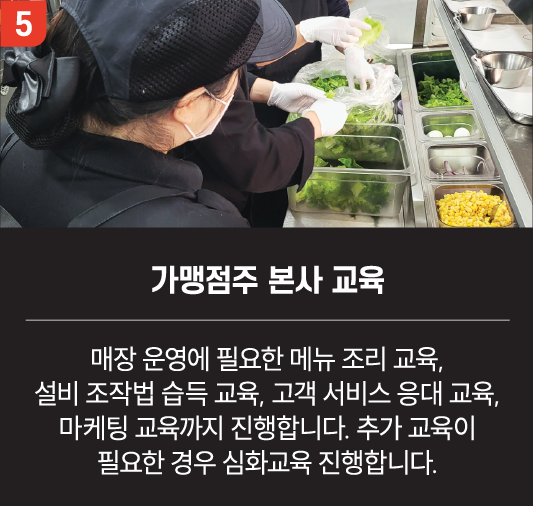 5
가맹점주 본사 교육
매장 운영에 필요한 메뉴 조리 교육,
설비 조작법 습득 교육, 고객 서비스 응대 교육,
마케팅 교육까지 진행합니다. 추가 교육이
필요한 경우 심화교육 진행합니다.